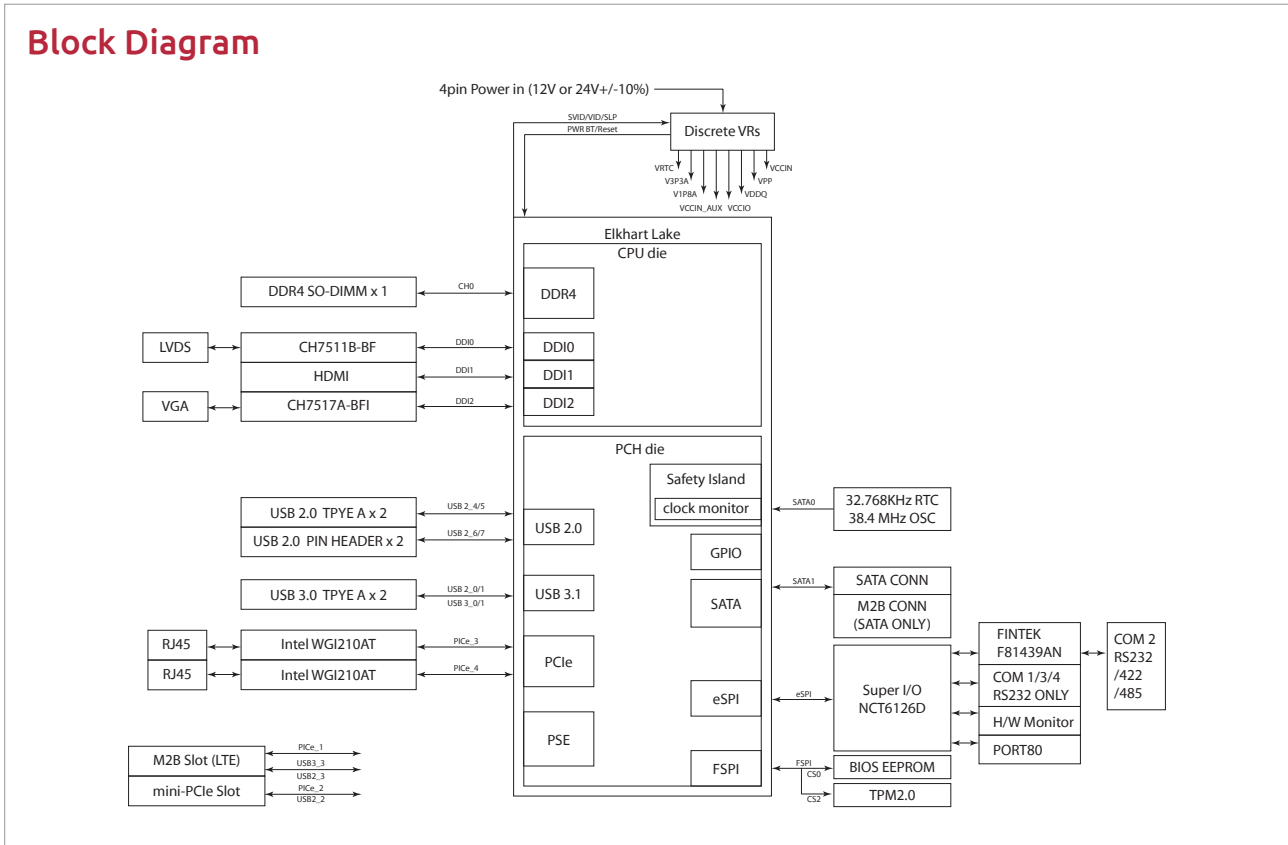 Block Diagram
4pin Power in (12V or 24V+/-10%)
SVID/VID/SLP
PWR BT/Reset
Discrete VRs
VRTC
VCCIN
V3P3A
VPP
V1P8A
VDDQ
VCCIN_AUX
VCCIO
Elkhart Lake
CPU die
DDR4 SO-DIMM x 1
CH0
DDR4
LVDS
CH7511B-BF
DDI0
DDI0
HDMI
DDI1
DDI1
VGA
CH7517A-BFI
DDI2
DDI2
PCH die
Safety Island
clock monitor
SATA0
32.768KHz RTC
38.4 MHz OSC
USB 2.0 TPYE A x 2
USB 2_4/5
USB 2.0
USB 2.0 PIN HEADER x 2
USB 2_6/7
GPIO
USB 3.0 TPYE A x 2
USB 2_0/1
USB 3_0/1
USB 3.1
SATA
SATA1
SATA CONN
M2B CONN
(SATA ONLY)
RJ45
Intel WGI210AT
PICe_3
PCIe
RJ45
Intel WGI210AT
PICe_4
eSPI
eSPI
Super I/O
NCT6126D
FINTEK
F81439AN
COM 1/3/4
RS232 ONLY
H/W Monitor
PORT80
COM 2
RS232
/422
/485
PSE
FSPI
FSPI
CS0
BIOS EEPROM
CS2
TPM2.0
M2B Slot (LTE)
PICe_1
USB3_3
USB2_3
mini-PCIe Slot
PICe_2
USB2_2